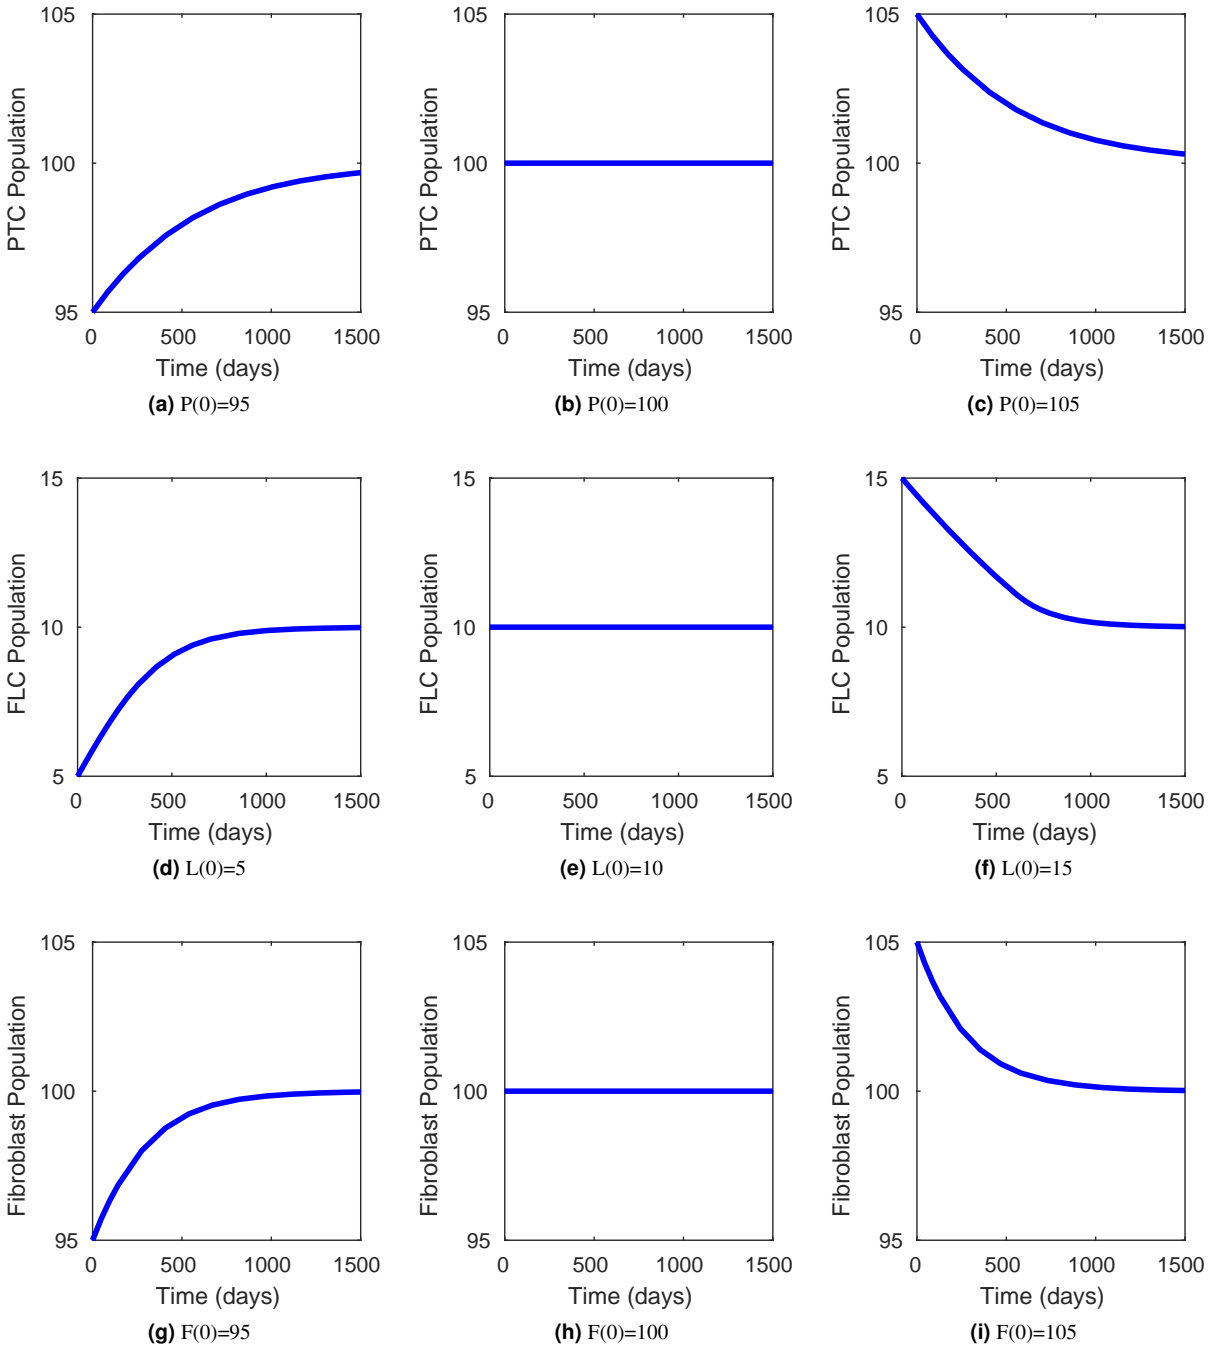 105
100
95
PTC Population
0 500 1000 1500
Time (days)
(a) P(0)=95
105
100
95
PTC Population
0 500 1000 1500
Time (days)
(b) P(0)=100
105
100
95
PTC Population
0 500 1000 1500
Time (days)
(c) P(0)=105
15
10
5
FLC Population
0 500 1000 1500
Time (days)
(d) L(0)=5
15
10
5
FLC Population
0 500 1000 1500
Time (days)
(e) L(0)=10
15
10
5
FLC Population
0 500 1000 1500
Time (days)
(f) L(0)=15
105
100
95
Fibroblast Population
0 500 1000 1500
Time (days)
(g) F(0)=95
105
100
95
Fibroblast Population
0 500 1000 1500
Time (days)
(h) F(0)=100
105
100
95
Fibroblast Population
0 500 1000 1500
Time (days)
(i) F(0)=105